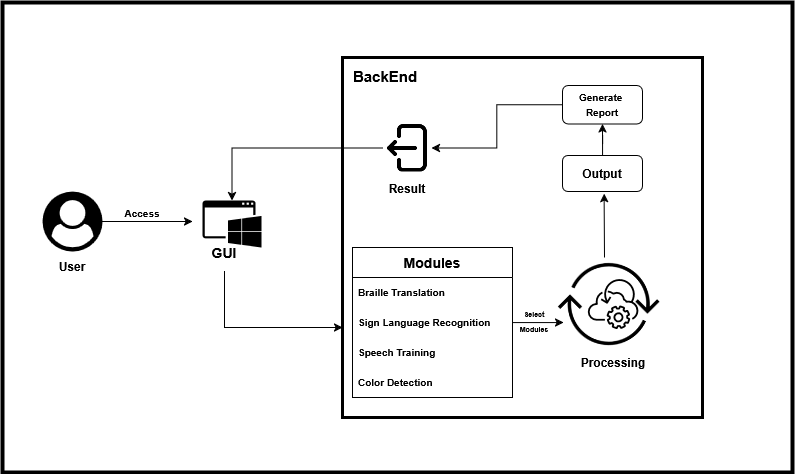 BackEnd
Generate
Report
Output
Result
Access
User
GUI
Modules
Braille Translation
Sign Language Recognition
Speech Training
Color Detection
Select
Modules
Processing